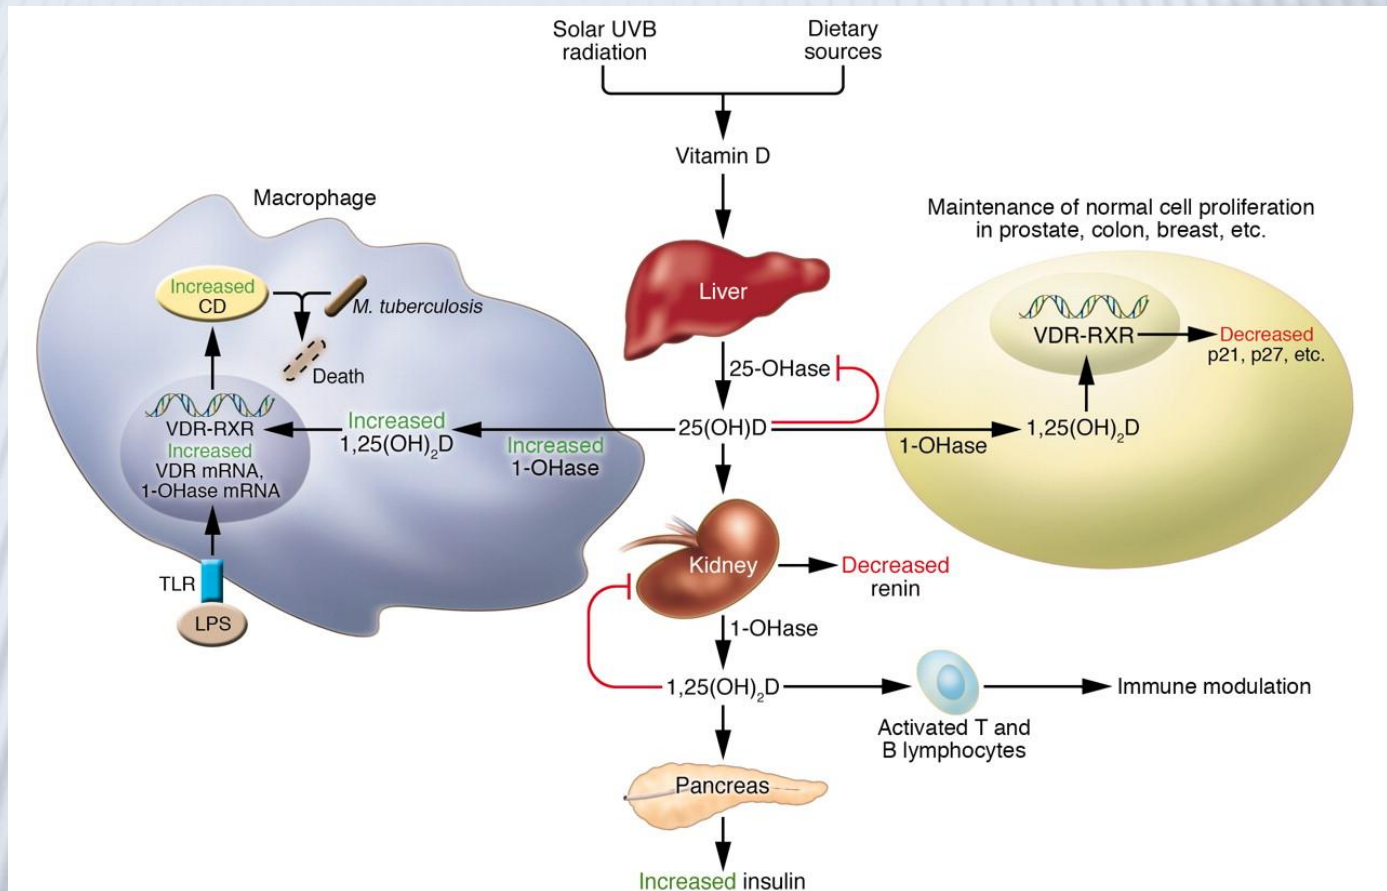 Solar UVB
radiation
Dietary
sources
Vitamin D
Macrophage
Maintenance of normal cell proliferation
in prostate, colon, breast, etc.
Liver
Increased
CD
M. tuberculosis
Death
VDR-RXR
Decreased
p21, p27, etc.
25-OHase
VDR-RXR
Increased
VDR mRNA,
1-OHase mRNA
Increased
1,25(OH)₂D
Increased
1-OHase
25(OH)D
1-OHase
1,25(OH)₂D
TLR
LPS
Kidney
Decreased
renin
1-OHase
1,25(OH)₂D
Activated T and
B lymphocytes
Immune modulation
Pancreas
Increased insulin